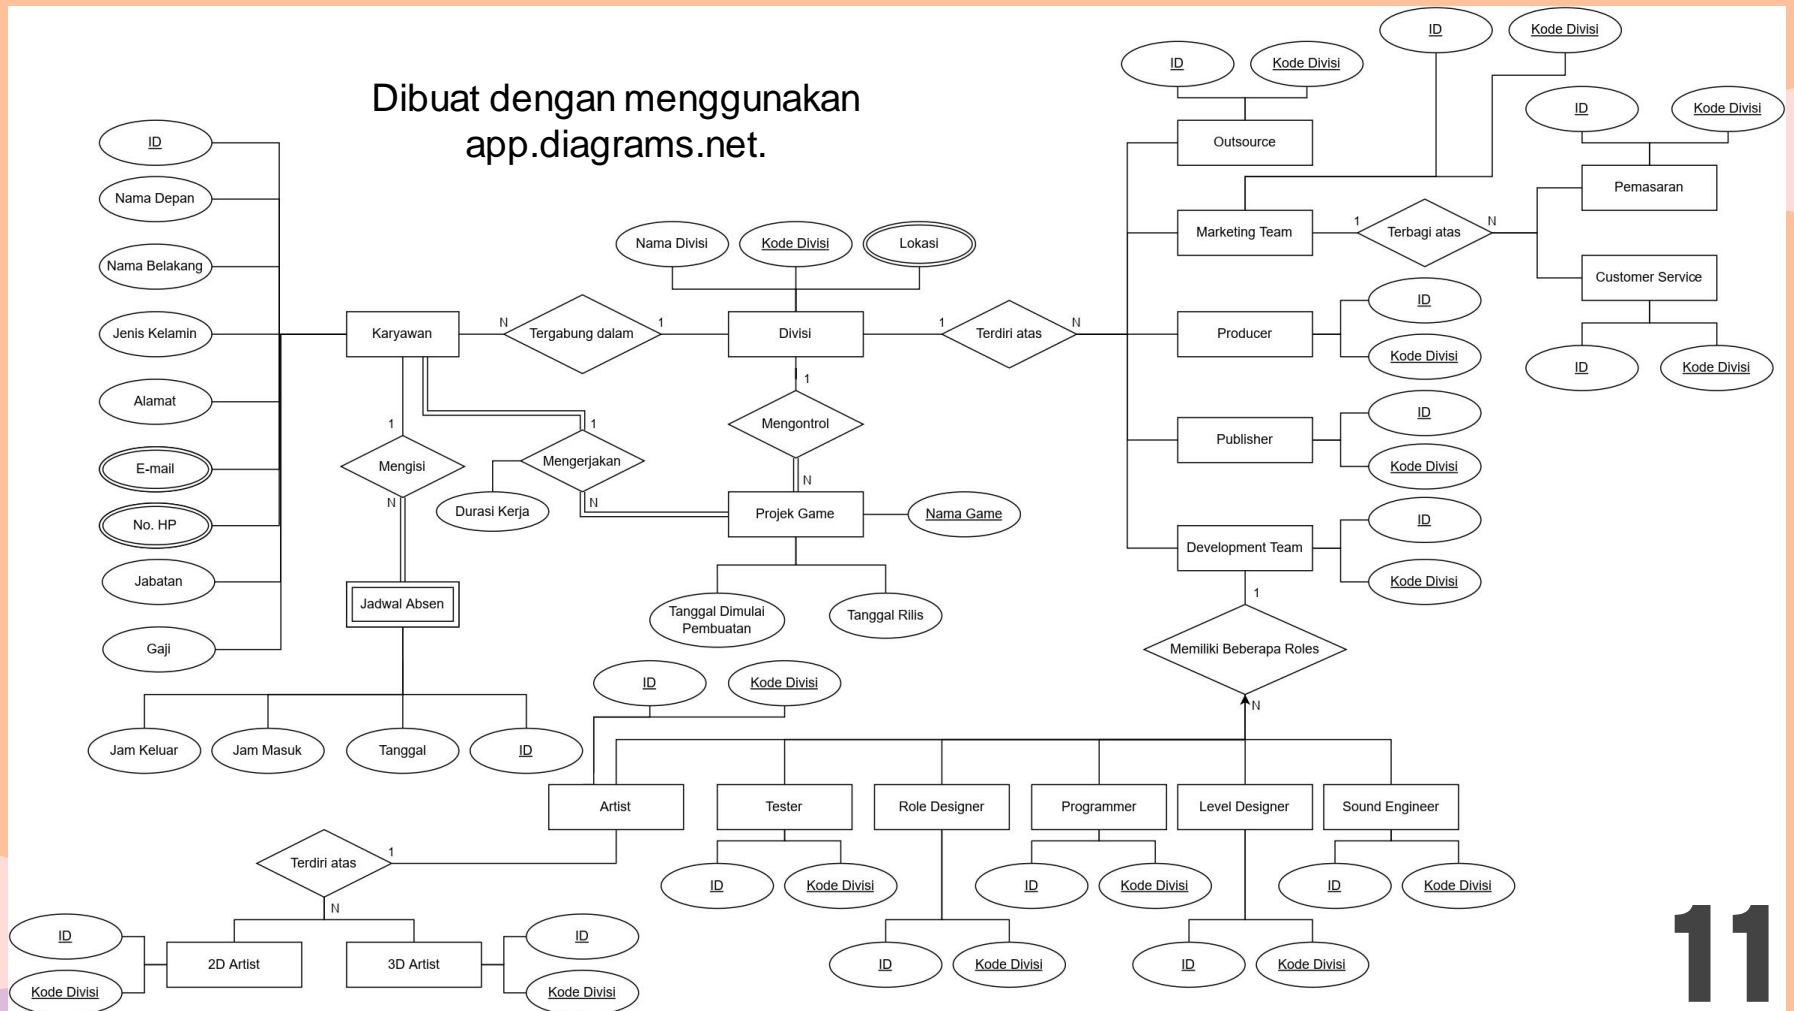 Dibuat dengan menggunakan
app.diagrams.net.
ID
Nama Depan
Nama Belakang
Jenis Kelamin
Alamat
E-mail
No. HP
Jabatan
Gaji
Karyawan
N
Tergabung dalam
1
Nama Divisi
Kode Divisi
Lokasi
Divisi
1
Terdiri atas
N
1
Mengisi
N
Jadwal Absen
Jam Keluar
Jam Masuk
Tanggal
ID
1
Mengerjakan
N
Durasi Kerja
1
Mengontrol
N
Projek Game
Nama Game
Tanggal Dimulai
Pembuatan
Tanggal Rilis
ID
Kode Divisi
Outsource
ID
Kode Divisi
Marketing Team
1
Terbagi atas
N
ID
Kode Divisi
Pemasaran
Customer Service
ID
Kode Divisi
Producer
ID
Kode Divisi
Publisher
ID
Kode Divisi
Development Team
ID
Kode Divisi
1
Memiliki Beberapa Roles
N
ID
Kode Divisi
Artist
Tester
Role Designer
Programmer
Level Designer
Sound Engineer
ID
Kode Divisi
ID
Kode Divisi
ID
Kode Divisi
ID
Kode Divisi
ID
Kode Divisi
Terdiri atas
1
N
ID
Kode Divisi
2D Artist
3D Artist
ID
Kode Divisi
11